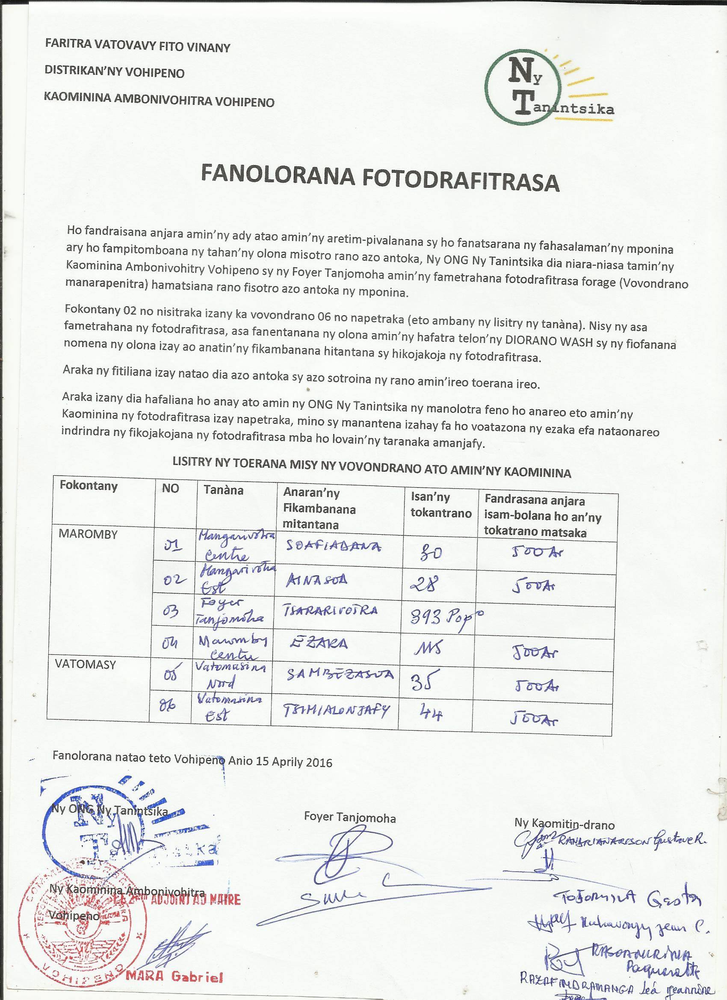 FARITRA VATOVAVY FITO VINANY
DISTRIKAN'NY VOHIPENO
KAOMININA AMBONIVOHITRA VOHIPENO
Ny
Tanintsika
FANOLORANA FOTODRAFITRASA
Ho fandraisana anjara amin'ny ady atao amin'ny aretim-pivalanana sy ho fanatsarana ny fahasalaman'ny mponina
ary ho fampitomboana ny tahan'ny olona misotro rano azo antoka, Ny ONG Ny Tanintsika dia niara-niasa tamin'ny
Kaominina Ambonivohitry Vohipeno sy ny Foyer Tanjomoha amin'ny fametrahana fotodrafitrasa forage (Vovondrano
manarapenitra) hamatsiana rano fisotro azo antoka ny mponina.
Fokontany 02 no nisitraka izany ka vovondrano 06 no napetraka (eto ambany ny lisitry ny tanàna). Nisy ny asa
fametrahana ny fotodrafitrasa, asa fanentanana ny olona amin'ny hafatra telon'ny DIORANO WASH sy ny fiofanana
nomena ny olona izay ao anatin'ny fikambanana hitantana sy hikojakoja ny fotodrafitrasa.
Araka ny fitiliana izay natao dia azo antoka sy azo sotroina ny rano amin'ireo toerana ireo.
Araka izany dia hafaliana ho anay ato amin ny ONG Ny Tanintsika ny manolotra feno ho anareo eto amin'ny
Kaominina ny fotodrafitrasa izay napetraka, mino sy manantena izahay fa ho voatazona ny ezaka efa nataonareo
indrindra ny fikojakojana ny fotodrafitrasa mba ho lovain'ny taranaka amanjafy.
LISITRY NY TOERANA MISY NY VOVONDRANO ATO AMIN'NY KAOMININA
Fokontany NO Tanàna Anaran'ny Fikambanana mitantana Isan'ny tokantrano Fandrasana anjara isam-bolana ho an'ny tokatrano matsaka
MAROMBY 01 Mangarivotra Centre SOAFIADANA 30 500Ar
02 Mangarivotra Est AINASOA 28 500Ar
03 Foyer Tanjomoha TSARARIVOTRA 393 Pop°
04 Maromby Centre EZAKA 115 500Ar
VATOMASY 05 Vatomasina Nord SAMBEZASOA 35 500Ar
06 Vatomasina Est TSIMIALONJAFY 44 500Ar
Fanolorana natao teto Vohipeno Anio 15 Aprily 2016
Ny ONG Ny Tanintsika
Foyer Tanjomoha
Ny Kaomitin-drano
RANDRIANARISON Gustave R.
Ny Kaominina Ambonivohitra
LE 2ème ADJOINT AU MAIRE
Vohipeno
VOHIPENO
MARA Gabriel
Jean C.
RAZAFINDRAMANGA Léa Jeannine